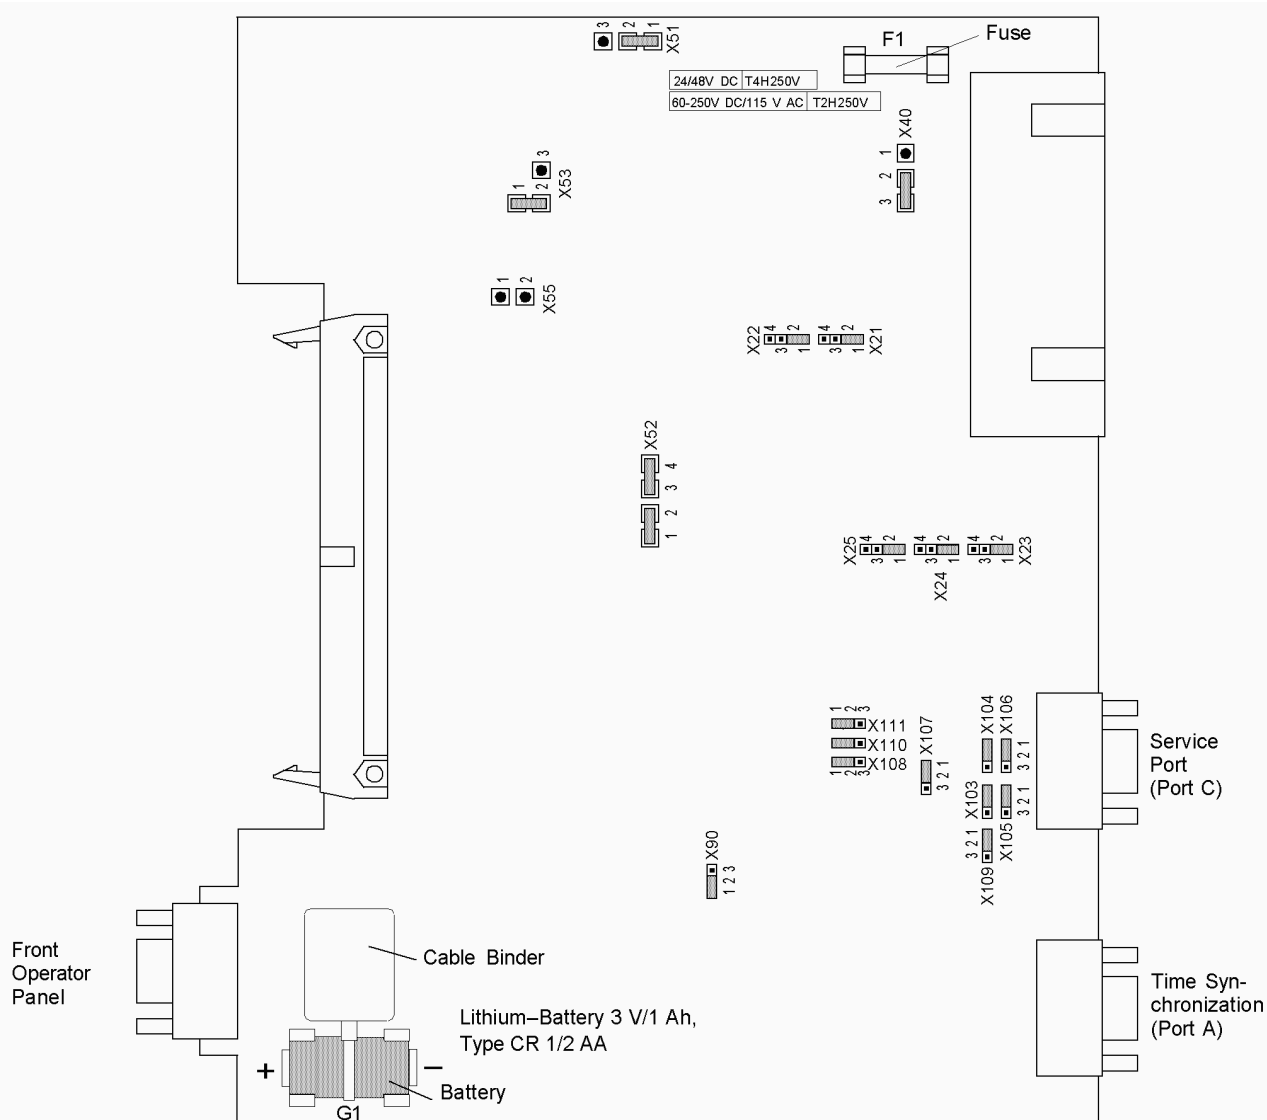 3 2 1
X51
F1
Fuse
24/48V DC T4H250V
60-250V DC/115 V AC T2H250V
X40
1
2
3
3
1 2
X53
1 2
X55
X22
4 2
3 1
4 2
3 1
X21
X52
4
3
2
1
X25
4 2
3 1
4 2
3 1
X24
4 2
3 1
X23
1 2 3
X111
X110
X108
1 2 3
X107
3 2 1
X104
X106
3 2 1
X103
3 2 1
X105
3 2 1
X109
Service
Port
(Port C)
X90
1 2 3
Front
Operator
Panel
Cable Binder
Lithium–Battery 3 V/1 Ah,
Type CR 1/2 AA
+
–
Battery
G1
Time Syn-
chronization
(Port A)